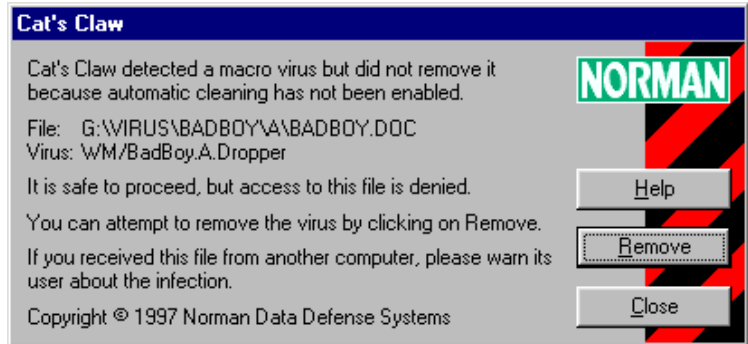 Cat's Claw
Cat's Claw detected a macro virus but did not remove it
because automatic cleaning has not been enabled.
NORMAN
File: G:\VIRUS\BADBOY\A\BADBOY.DOC
Virus: WM/BadBoy.A.Dropper
It is safe to proceed, but access to this file is denied.
Help
You can attempt to remove the virus by clicking on Remove.
Remove
If you received this file from another computer, please warn its
user about the infection.
Close
Copyright © 1997 Norman Data Defense Systems